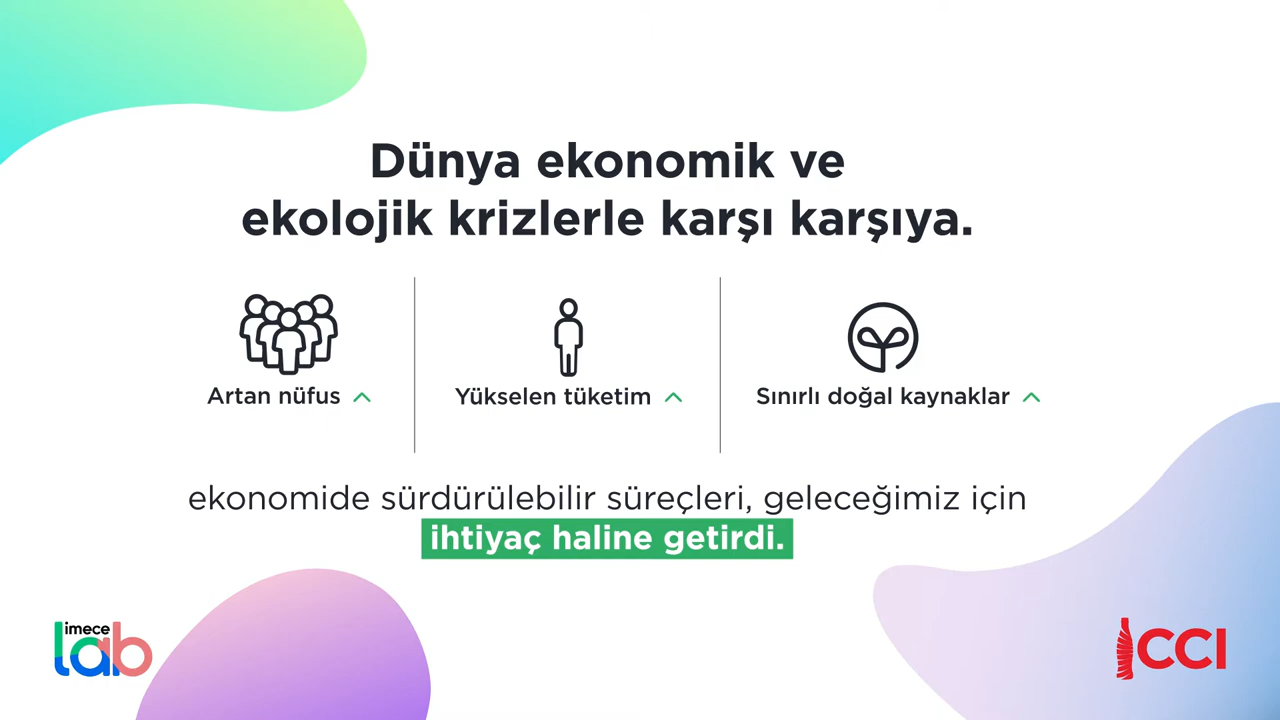 Dünya ekonomik ve
ekolojik krizlerle karşı karşıya.
Artan nüfus
Yükselen tüketim
Sınırlı doğal kaynaklar
ekonomide sürdürülebilir süreçleri, geleceğimiz için
ihtiyaç haline getirdi.
imece
lab
CCI